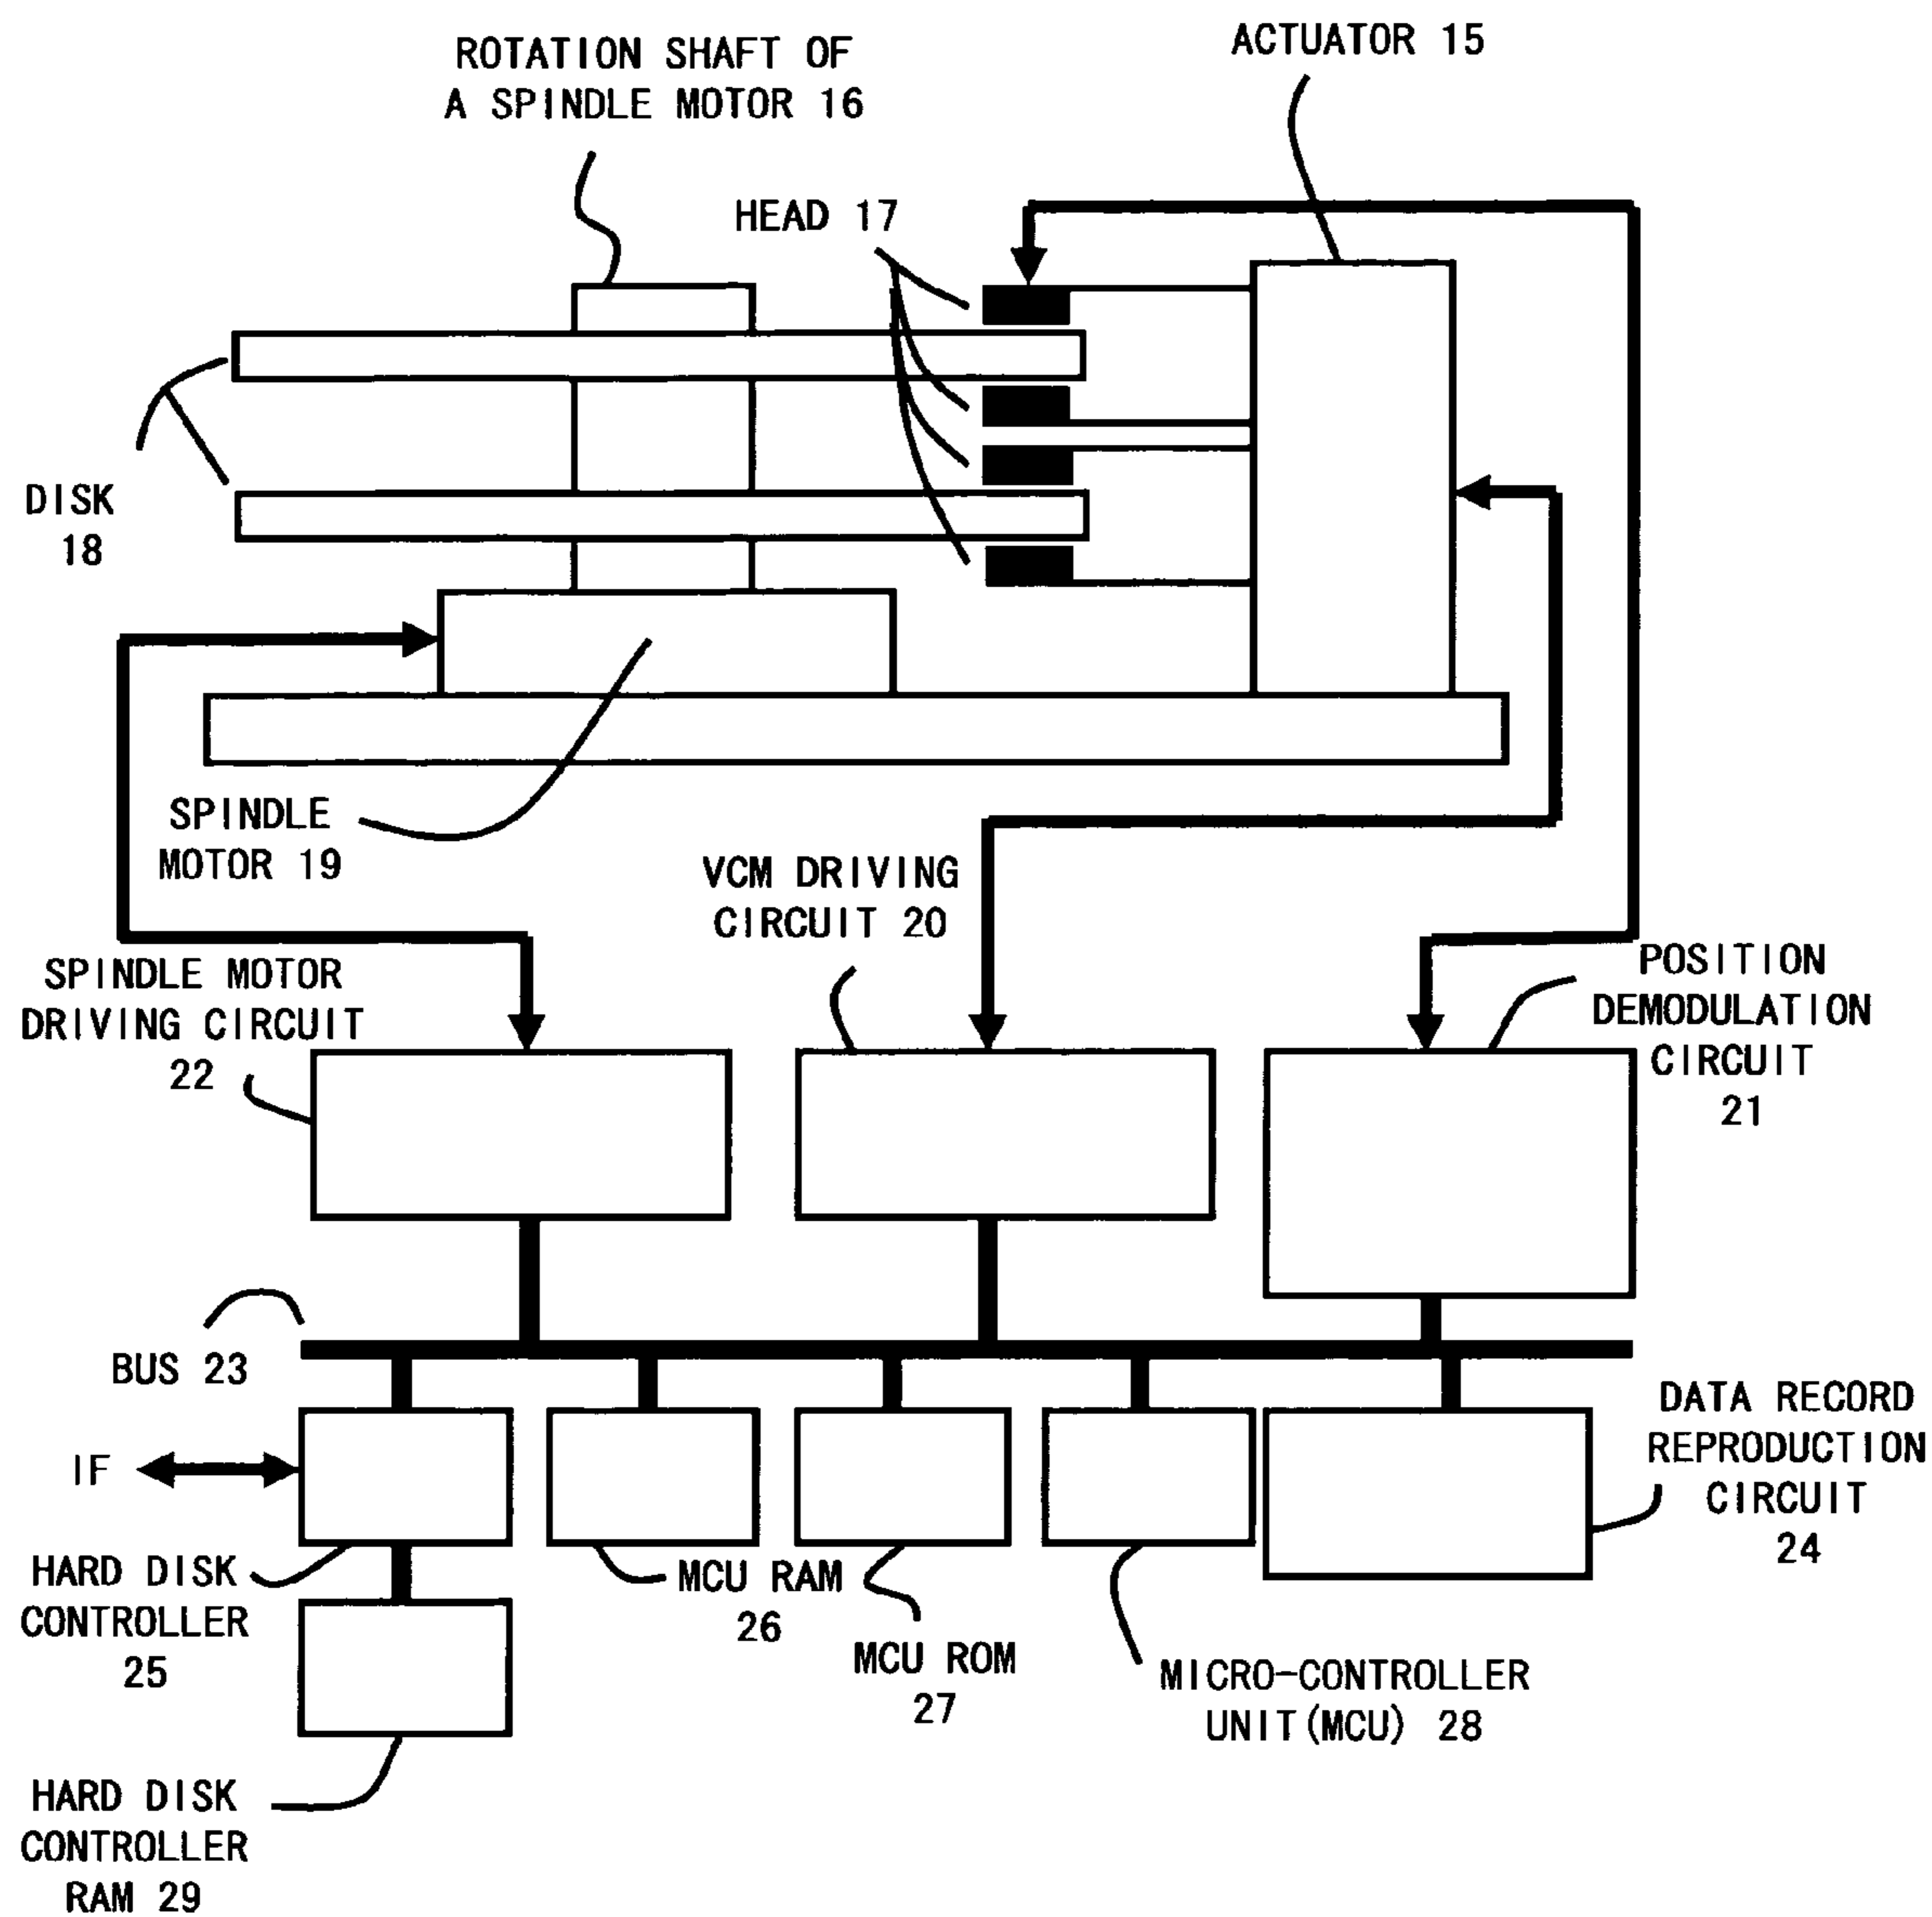 ROTATION SHAFT OF
A SPINDLE MOTOR 16
ACTUATOR 15
HEAD 17
DISK
18
SPINDLE
MOTOR 19
VCM DRIVING
CIRCUIT 20
SPINDLE MOTOR
DRIVING CIRCUIT
22
POSITION
DEMODULATION
CIRCUIT
21
BUS 23
IF
DATA RECORD
REPRODUCTION
CIRCUIT
24
HARD DISK
CONTROLLER
25
MCU RAM
26
MCU ROM
27
MICRO-CONTROLLER
UNIT(MCU) 28
HARD DISK
CONTROLLER
RAM 29